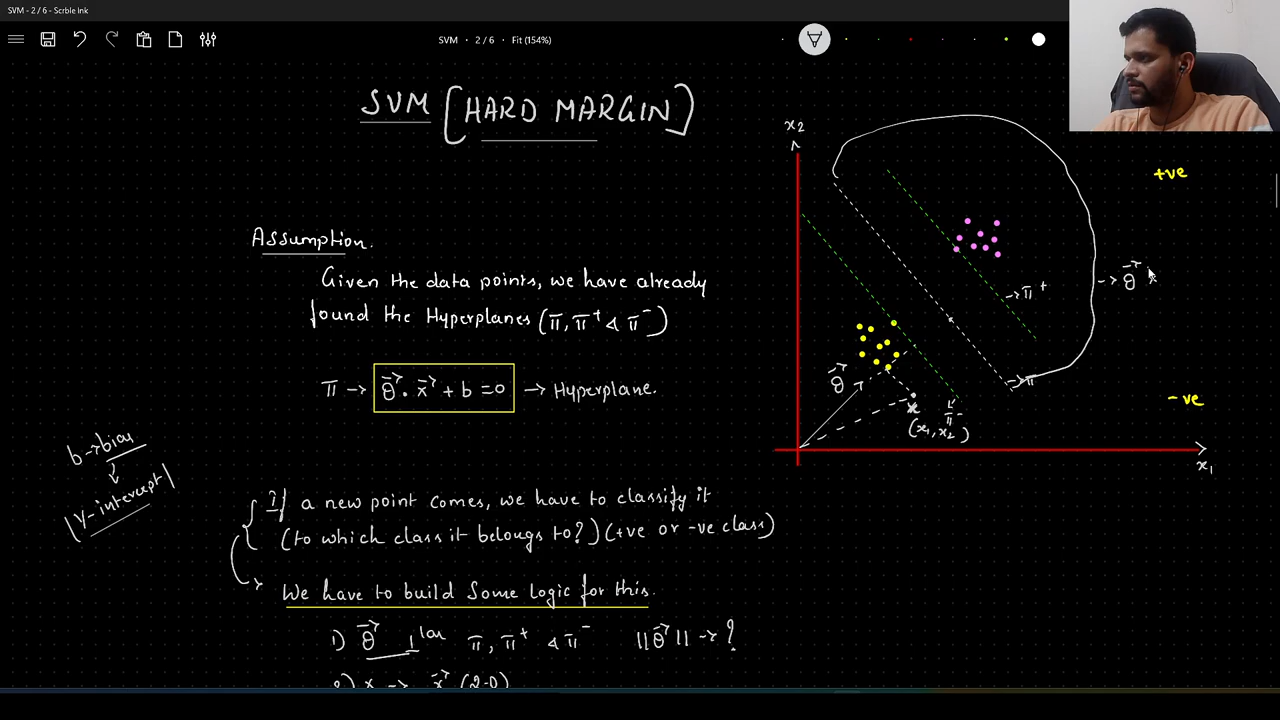 SVM - 2 / 6 - Scrble Ink
SVM • 2 / 6 • Fit (154%)
SVM [HARD MARGIN]
Assumption.
Given the data points, we have already
found the Hyperplanes (π, π⁺ & π⁻)
π → θ⃗ . x⃗ + b = 0 → Hyperplane.
b → bias
↓
|Y-intercept|
If a new point comes, we have to classify it
(to which class it belongs to?) (+ve or -ve class)
We have to build some logic for this.
1) θ⃗ ⊥lar π, π⁺ & π⁻ ||θ⃗|| → ?
2) x → x⃗ (2-D)
x₂
+ve
→ θ⃗
→ π⁺
→ π
θ⃗
x
π⁻
(x₁, x₂)
-ve
x₁